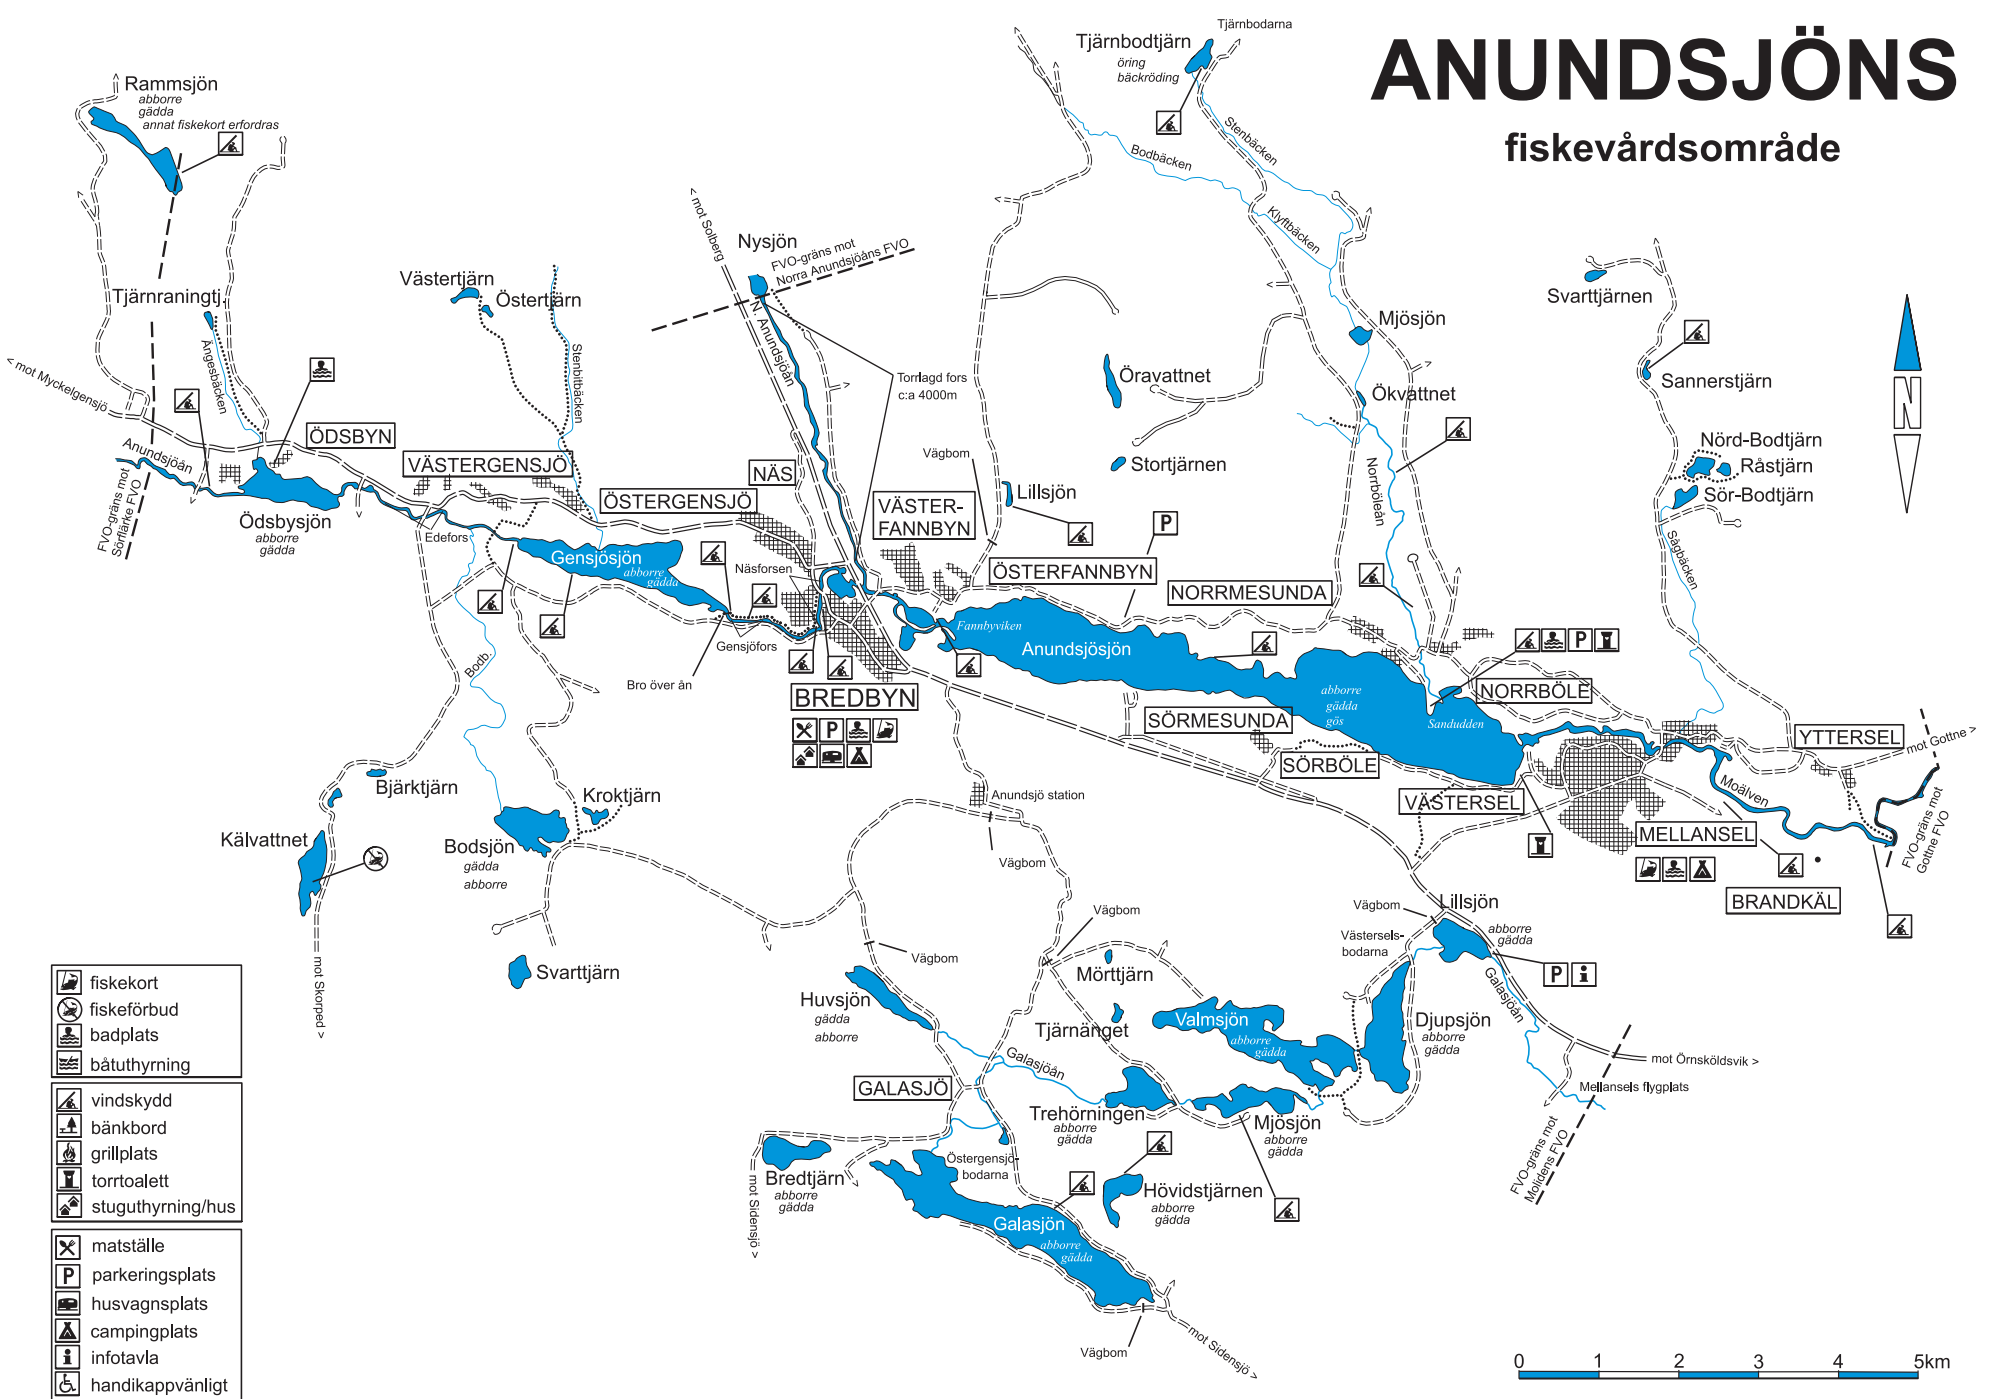 ANUNDSJÖNS
fiskevårdsområde
Tjärnbodarna
Tjärnbodtjärn
öring
bäckröding
Rammsjön
abborre
gädda
annat fiskekort erfordras
Stenbäcken
Bodbäcken
Klyftbäcken
< mot Solberg
Nysjön
FVO-gräns mot
Norra Anundsjöåns FVO
N. Anundsjöån
Västertjärn
Östertjärn
Tjärnraningtj.
Ängesbäcken
Stenbitbäcken
Svarttjärnen
Mjösjön
Sannerstjärn
Öravattnet
Ökvattnet
Torrlagd fors
c:a 4000m
< mot Myckelgensjö
Anundsjöån
ÖDSBYN
VÄSTERGENSJÖ
ÖSTERGENSJÖ
NÄS
VÄSTER-
FANNBYN
Vägbom
Stortjärnen
Lillsjön
P
Norrböleån
Nörd-Bodtjärn
Råstjärn
Sör-Bodtjärn
Sågbäcken
N
FVO-gräns mot
Sörflärke FVO
Ödsbysjön
abborre
gädda
Edefors
Gensjösjön
abborre
gädda
Näsforsen
ÖSTERFANNBYN
NORRMESUNDA
Fannbyviken
Anundsjösjön
Gensjöfors
Bro över ån
Bodb.
BREDBYN
P
abborre
gädda
gös
Sandudden
P
NORRBÖLE
SÖRMESUNDA
SÖRBÖLE
VÄSTERSEL
YTTERSEL
mot Gottne >
Moälven
MELLANSEL
BRANDKÄL
FVO-gräns mot
Gottne FVO
Bjärktjärn
Kälvattnet
Kroktjärn
Bodsjön
gädda
abborre
Anundsjö station
Vägbom
Svarttjärn
< mot Skorped >
Vägbom
Vägbom
Vägbom
Lillsjön
abborre
gädda
Västersels-
bodarna
P i
Galasjöån
Huvsjön
gädda
abborre
Mörttjärn
Tjärnänget
Valmsjön
abborre
gädda
Djupsjön
abborre
gädda
mot Örnsköldsvik >
Mellansels flygplats
FVO-gräns mot
Molidens FVO
GALASJÖ
Galasjöån
Trehörningen
abborre
gädda
Mjösjön
abborre
gädda
Östergensjö-
bodarna
Bredtjärn
abborre
gädda
< mot Sidensjö >
Hövidstjärnen
abborre
gädda
Galasjön
abborre
gädda
Vägbom
mot Sidensjö >
fiskekort
fiskeförbud
badplats
båtuthyrning
vindskydd
bänkbord
grillplats
torrtoalett
stuguthyrning/hus
matställe
P parkeringsplats
husvagnsplats
campingplats
i infotavla
handikappvänligt
0 1 2 3 4 5km